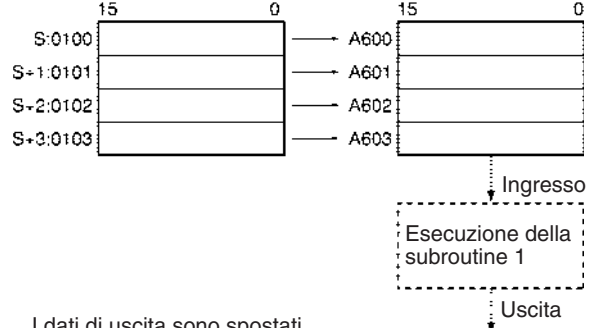 15 0 15 0
S:0100 A600
S+1:0101 A601
S+2:0102 A602
S+3:0103 A603
Ingresso
Esecuzione della
subroutine 1
Uscita
I dati di uscita sono spostati